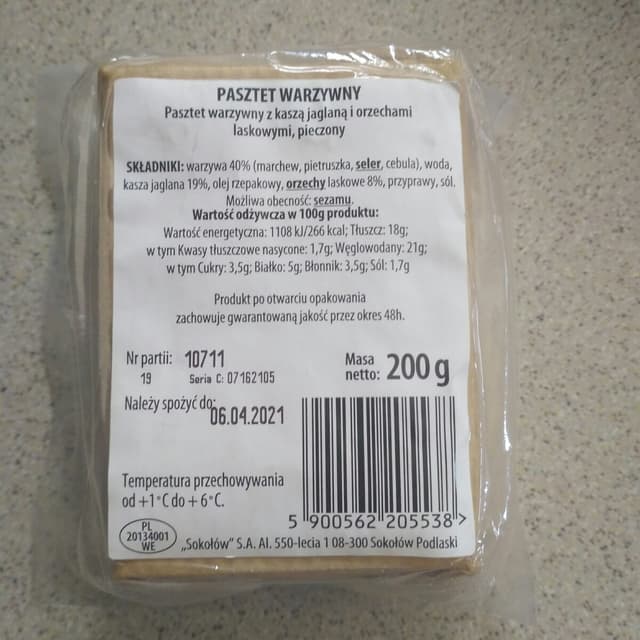 PASZTET WARZYWNY
Pasztet warzywny z kaszą jaglaną i orzechami
laskowymi, pieczony
SKŁADNIKI: warzywa 40% (marchew, pietruszka, seler, cebula), woda,
kasza jaglana 19%, olej rzepakowy, orzechy laskowe 8%, przyprawy, sól.
Możliwa obecność: sezamu.
Wartość odżywcza w 100g produktu:
Wartość energetyczna: 1108 kJ/266 kcal; Tłuszcz: 18g;
w tym Kwasy tłuszczowe nasycone: 1,7g; Węglowodany: 21g;
w tym Cukry: 3,5g; Białko: 5g; Błonnik: 3,5g; Sól: 1,7g
Produkt po otwarciu opakowania
zachowuje gwarantowaną jakość przez okres 48h.
Nr partii: 10711
19 Seria C: 07162105
Masa
netto: 200 g
Należy spożyć do: 06.04.2021
Temperatura przechowywania
od +1°C do +6°C.
5 900562 205538 >
PL
20134001
WE
„Sokołów” S.A. Al. 550-lecia 1 08-300 Sokołów Podlaski